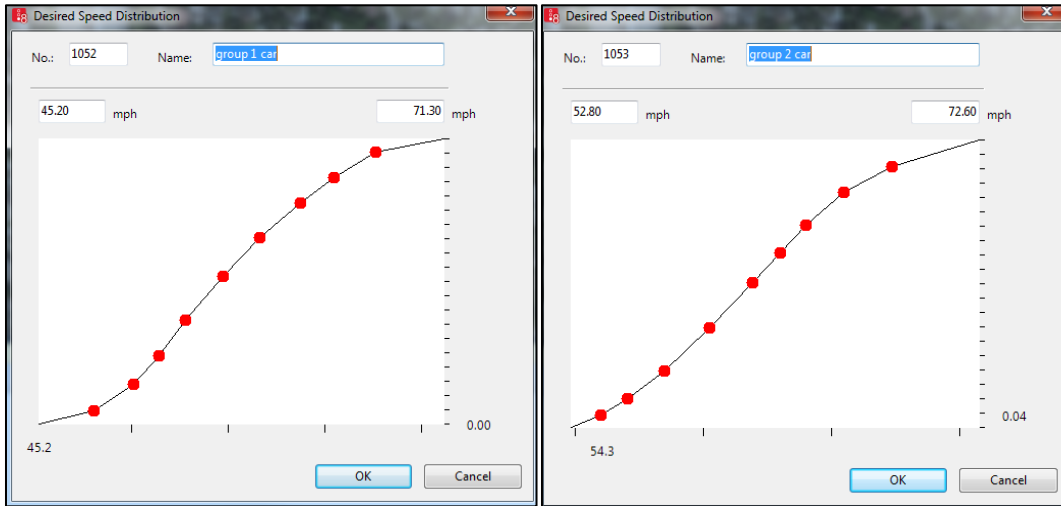 Desired Speed Distribution
No.: 1052 Name: group 1 car
45.20 mph 71.30 mph
0.00
45.2
OK Cancel
Desired Speed Distribution
No.: 1053 Name: group 2 car
52.80 mph 72.60 mph
0.04
54.3
OK Cancel